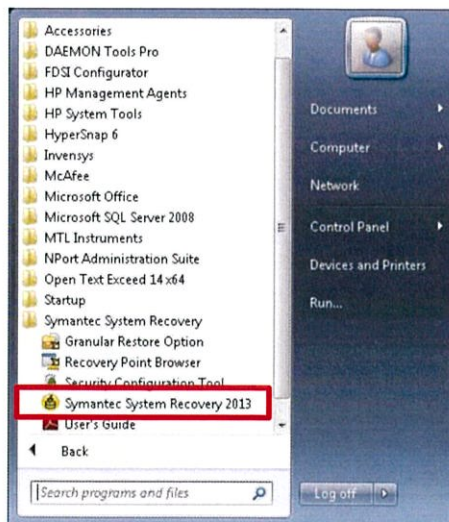 Accessories
DAEMON Tools Pro
FDSI Configurator
HP Management Agents
HP System Tools
HyperSnap 6
Invensys
McAfee
Microsoft Office
Microsoft SQL Server 2008
MTL Instruments
NPort Administration Suite
Open Text Exceed 14 x64
Startup
Symantec System Recovery
Granular Restore Option
Recovery Point Browser
Security Configuration Tool
Symantec System Recovery 2013
User's Guide
Back
Search programs and files
Documents
Computer
Network
Control Panel
Devices and Printers
Run...
Log off